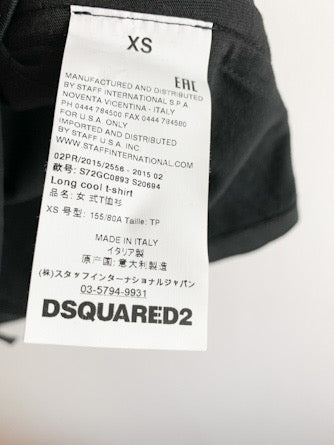 XS
EAC
MANUFACTURED AND DISTRIBUTED
BY STAFF INTERNATIONAL S.P.A
NOVENTA VICENTINA - ITALY
PH 0444 784500 FAX 0444 784580
FOR U.S.A. ONLY
IMPORTED AND DISTRIBUTED
BY STAFF U.S.A. INC.
WWW.STAFFINTERNATIONAL.COM
02PR/2015/2556 - 2015 02
款号: S72GC0893 S20694
Long cool t-shirt
品名: 女 式T恤衫
XS 号型: 155/80A Taille: TP
MADE IN ITALY
イタリア製
原产国: 意大利製造
(株)スタッフインターナショナルジャパン
03-5794-9931
DSQUARED2